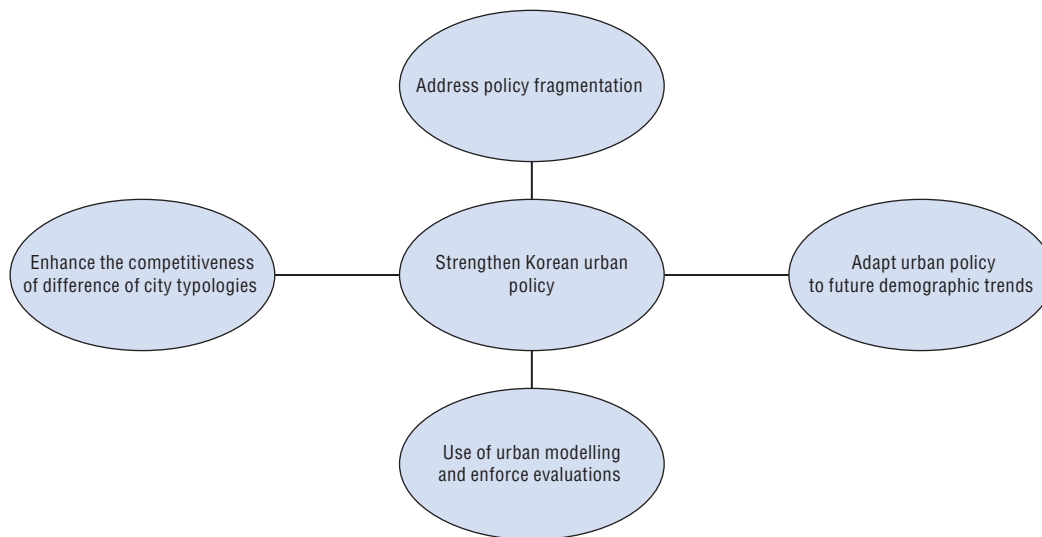 Address policy fragmentation
Enhance the competitiveness
of difference of city typologies
Strengthen Korean urban
policy
Adapt urban policy
to future demographic trends
Use of urban modelling
and enforce evaluations